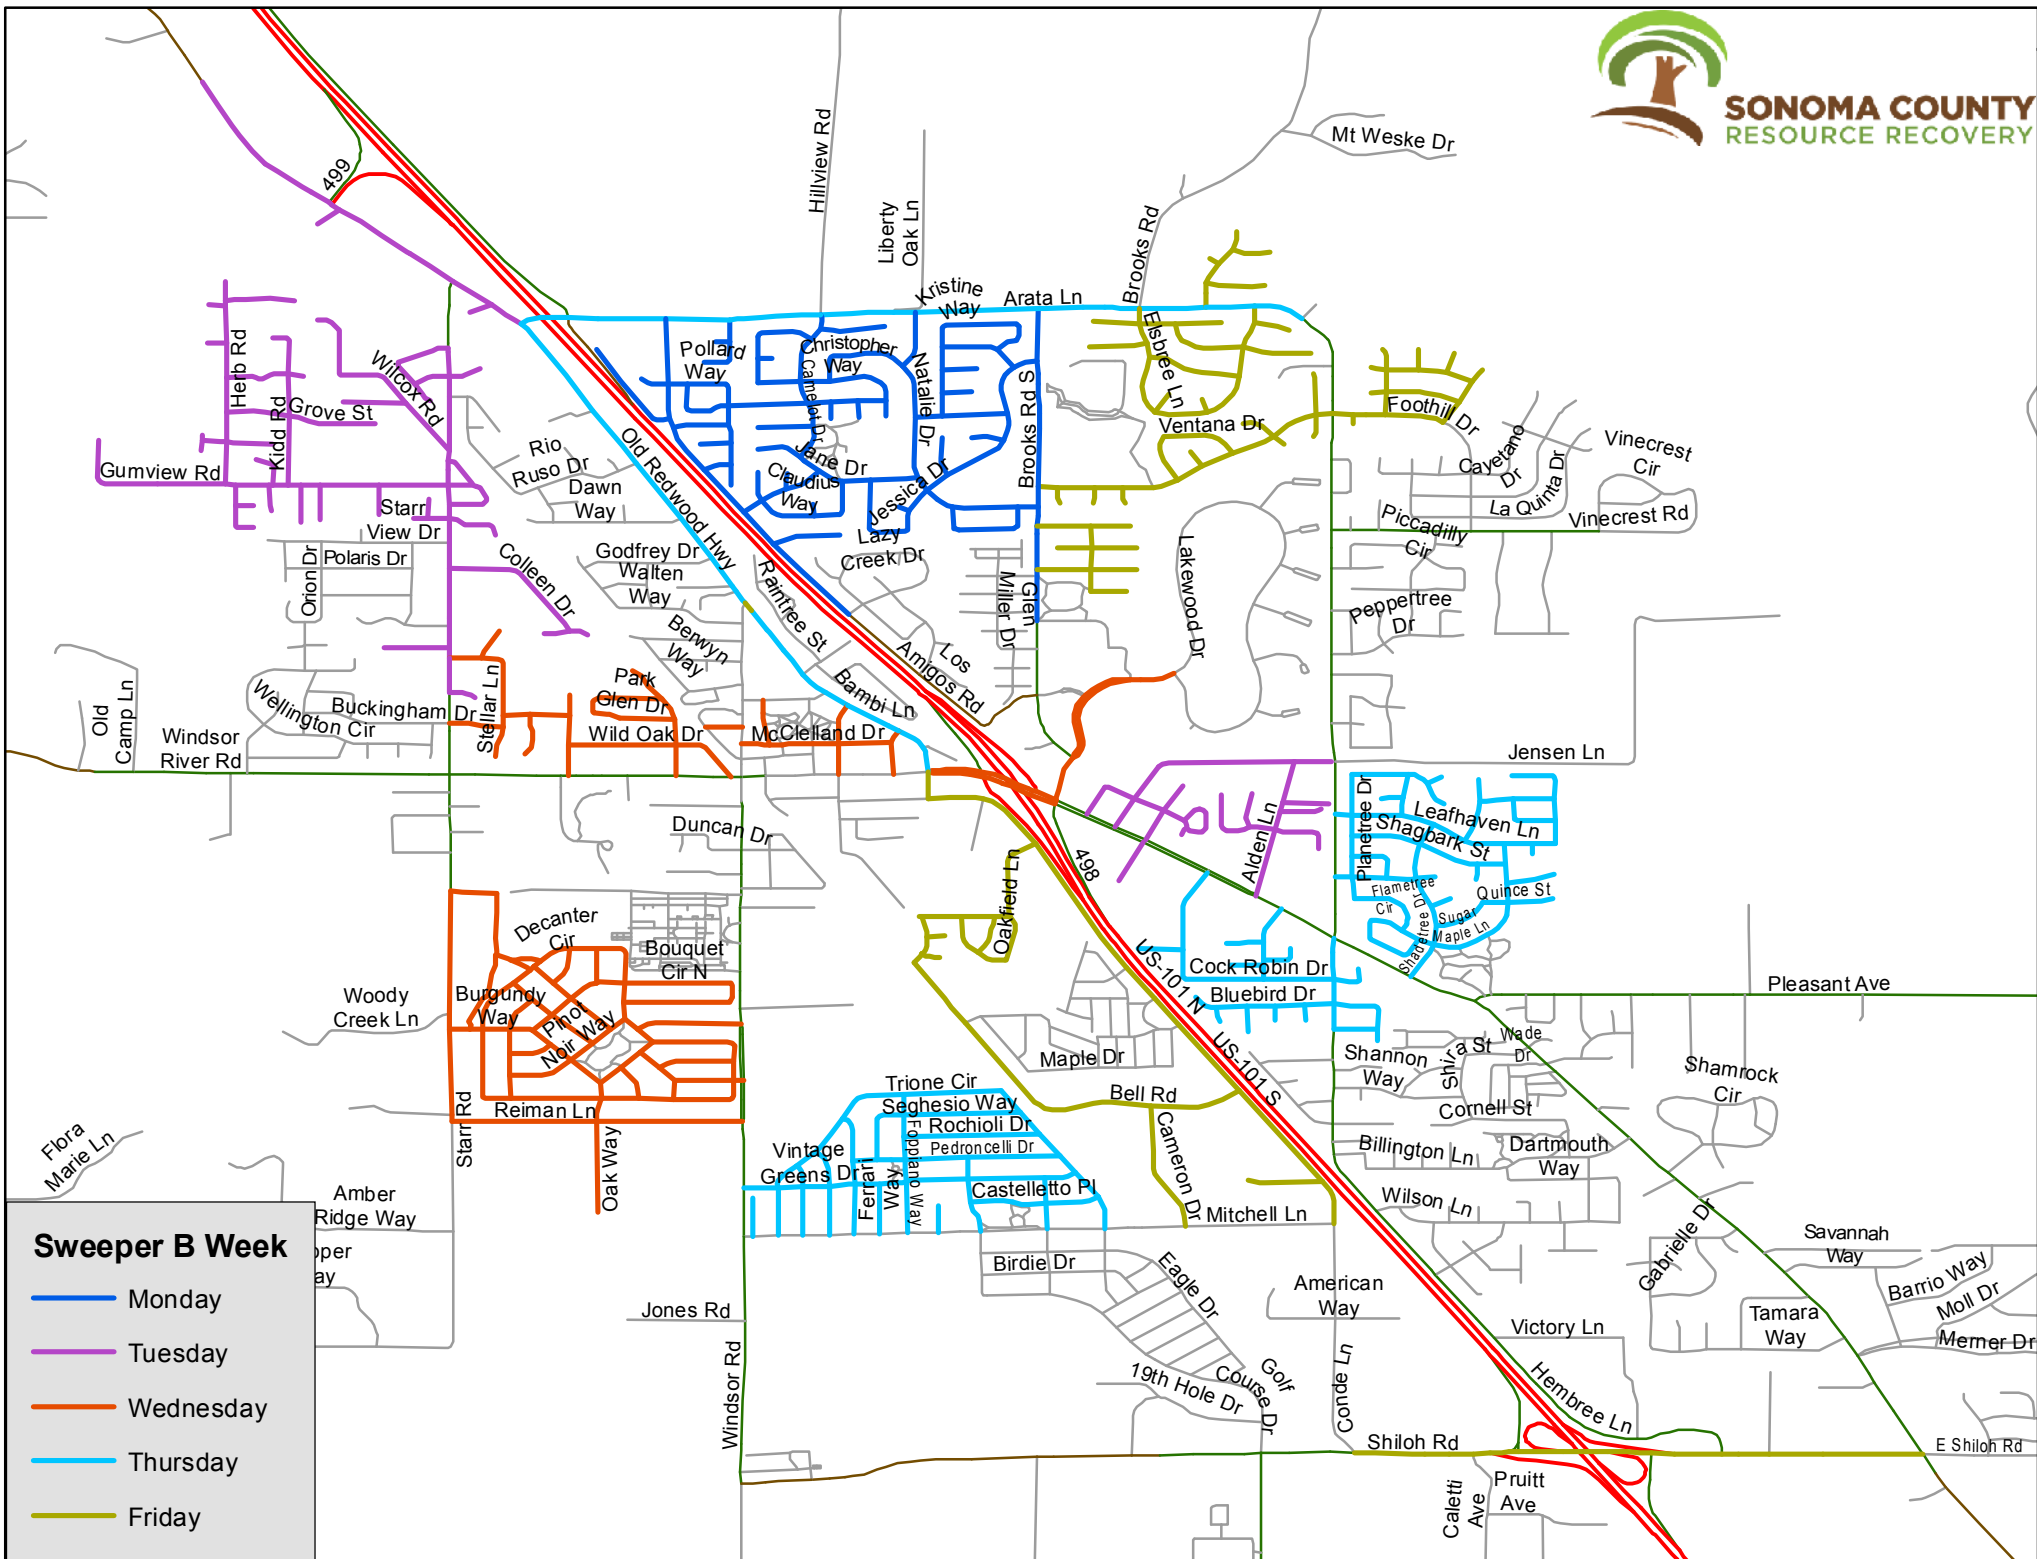 SONOMA COUNTY
RESOURCE RECOVERY
Mt Weske Dr
499
Hillview Rd
Liberty
Oak Ln
Brooks Rd
Kristine
Way
Arata Ln
Herb Rd
Wilcox Rd
Kidd Rd
Grove St
Gumview Rd
Starr
View Dr
Pollard
Way
Christopher
Way
Camelot Dr
Natalie Dr
Brooks Rd S
Elsbree Ln
Ventana Dr
Foothill Dr
Cayetano
Dr
La Quinta Dr
Vinecrest
Cir
Vinecrest Rd
Piccadilly
Cir
Rio
Ruso Dr
Dawn
Way
Old Redwood Hwy
Jane Dr
Claudius
Way
Jessica Dr
Lazy
Creek Dr
Orion Dr
Polaris Dr
Colleen Dr
Godfrey Dr
Walten
Way
Raintree St
Miller Dr
Glen
Lakewood Dr
Peppertree
Dr
Berwyn
Way
Los
Amigos Rd
Bambi Ln
Old
Camp Ln
Wellington Cir
Buckingham Dr
Stellar Ln
Park
Glen Dr
Wild Oak Dr
McClelland Dr
Windsor
River Rd
Jensen Ln
Duncan Dr
498
Alden Ln
Planetree Dr
Leafhaven Ln
Shagbark St
Flametree
Cir
Shadetree Dr
Sugar
Maple Ln
Quince St
Oakfield Ln
Decanter
Cir
Bouquet
Cir N
Burgundy
Way
Pinot
Noir Way
Woody
Creek Ln
US-101 N
US-101 S
Cock Robin Dr
Bluebird Dr
Pleasant Ave
Maple Dr
Shannon
Way
Shira St
Wade
Dr
Shamrock
Cir
Cornell St
Reiman Ln
Starr Rd
Oak Way
Trione Cir
Seghesio Way
Rochioli Dr
Pedroncelli Dr
Foppiano Way
Vintage
Greens Dr
Ferrari
Way
Castelletto Pl
Bell Rd
Cameron Dr
Mitchell Ln
Billington Ln
Dartmouth
Way
Wilson Ln
Flora
Marie Ln
Amber
Ridge Way
pper
ay
Birdie Dr
Eagle Dr
American
Way
Gabrielle Dr
Savannah
Way
Barrio Way
Moll Dr
Merner Dr
Tamara
Way
Jones Rd
Windsor Rd
Victory Ln
19th Hole Dr
Golf
Course Dr
Conde Ln
Hembree Ln
Shiloh Rd
E Shiloh Rd
Caletti
Ave
Pruitt
Ave
Sweeper B Week
Monday
Tuesday
Wednesday
Thursday
Friday